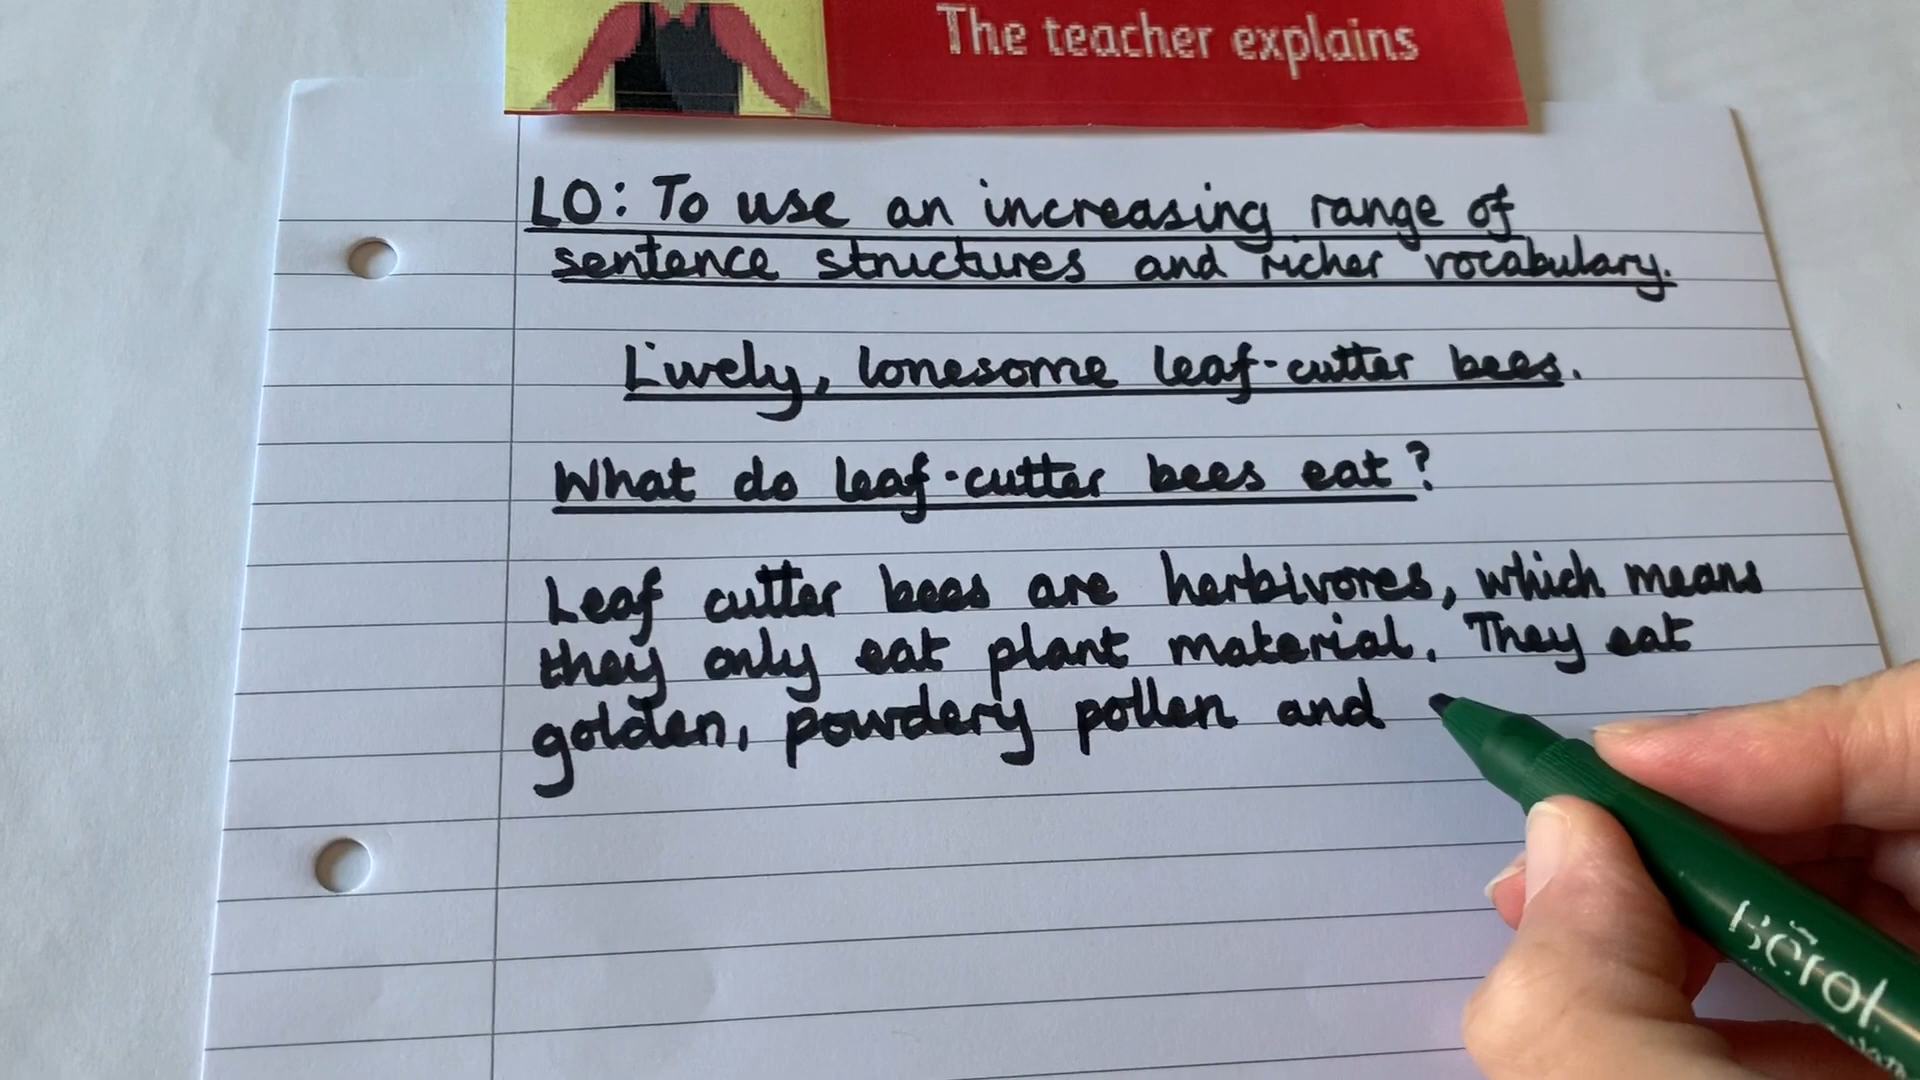 The teacher explains
LO: To use an increasing range of
sentence structures and richer vocabulary.
Lively, lonesome leaf-cutter bees.
What do leaf-cutter bees eat?
Leaf cutter bees are herbivores, which means
they only eat plant material. They eat
golden, powdery pollen and
Berol